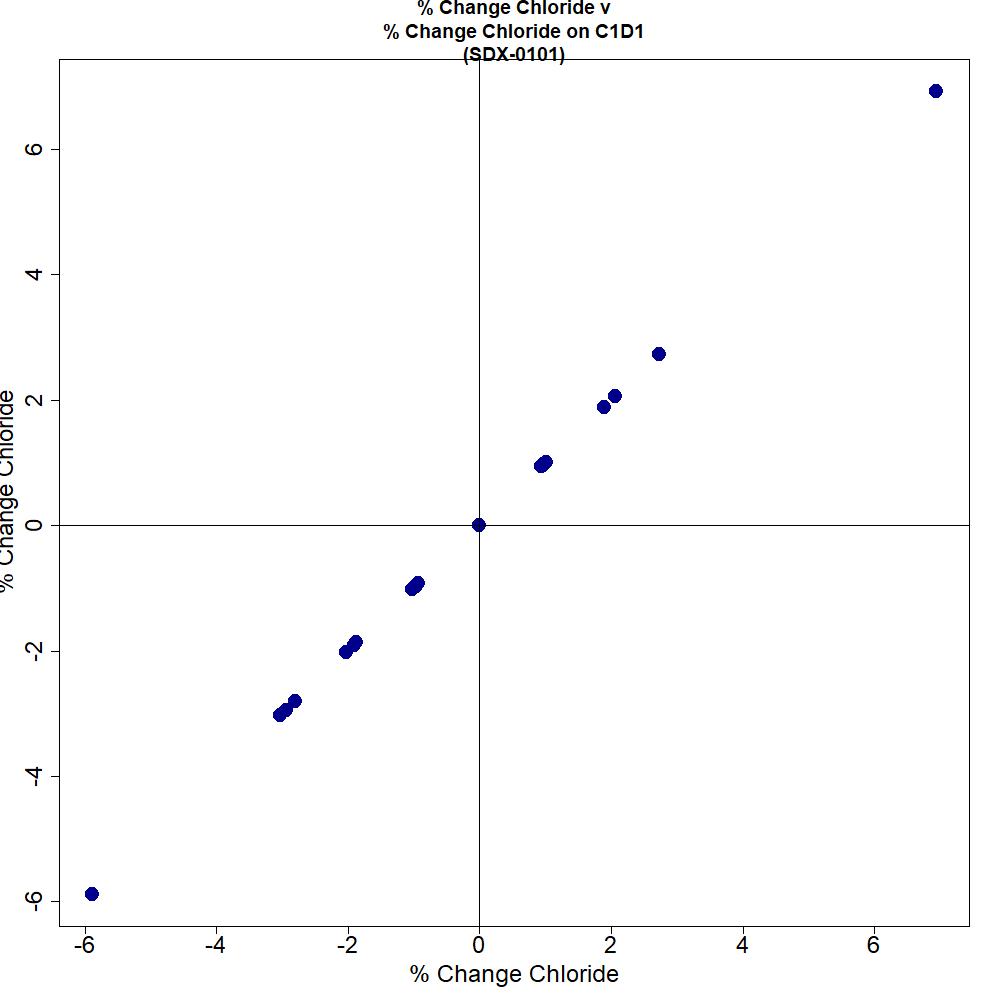 % Change Chloride v
% Change Chloride on C1D1
(SDX-0101)
6
4
2
0
-2
-4
-6
% Change Chloride
-6 -4 -2 0 2 4 6
% Change Chloride